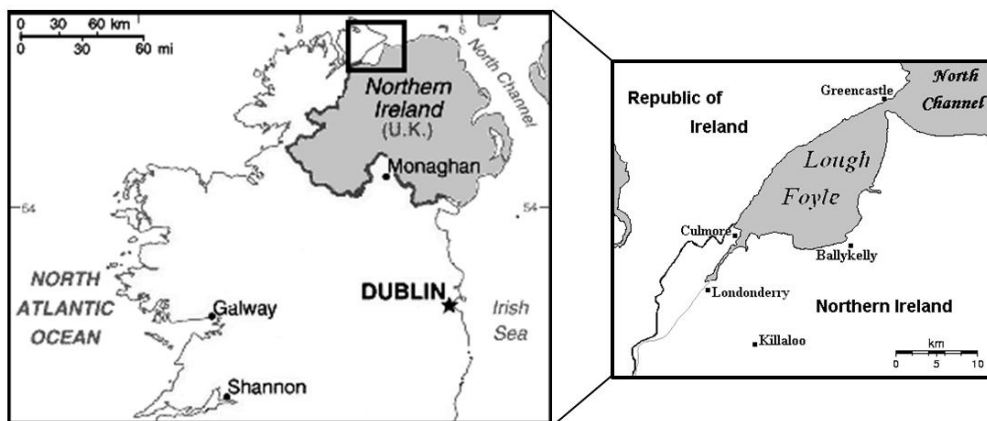 0 30 60 km
0 30 60 mi
8
6
North Channel
Northern
Ireland
(U.K.)
Monaghan
54
54
NORTH
ATLANTIC
OCEAN
Galway
DUBLIN
Irish
Sea
Shannon
Republic of
Ireland
Greencastle
North
Channel
Lough
Foyle
Culmore
Ballykelly
Londonderry
Northern Ireland
Killaloo
km
0 5 10